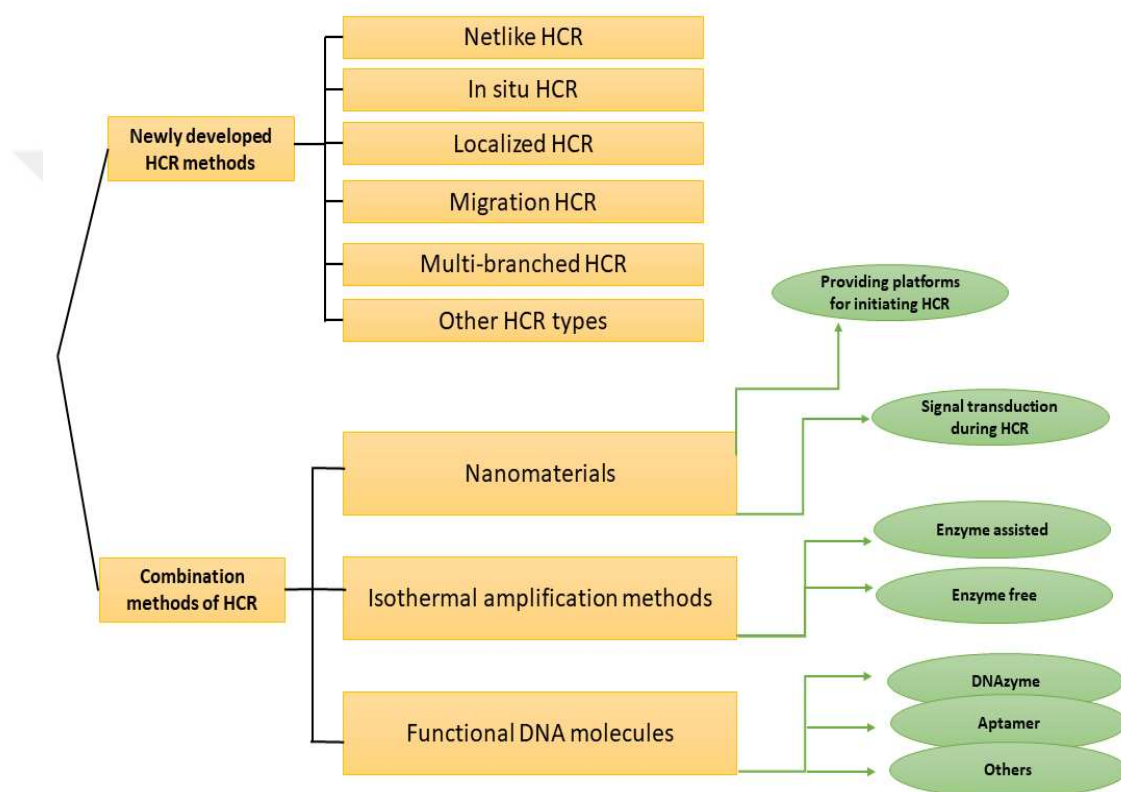 Newly developed
HCR methods
Netlike HCR
In situ HCR
Localized HCR
Migration HCR
Multi-branched HCR
Other HCR types
Combination
methods of HCR
Nanomaterials
Providing platforms
for initiating HCR
Signal transduction
during HCR
Isothermal amplification methods
Enzyme assisted
Enzyme free
Functional DNA molecules
DNAzyme
Aptamer
Others